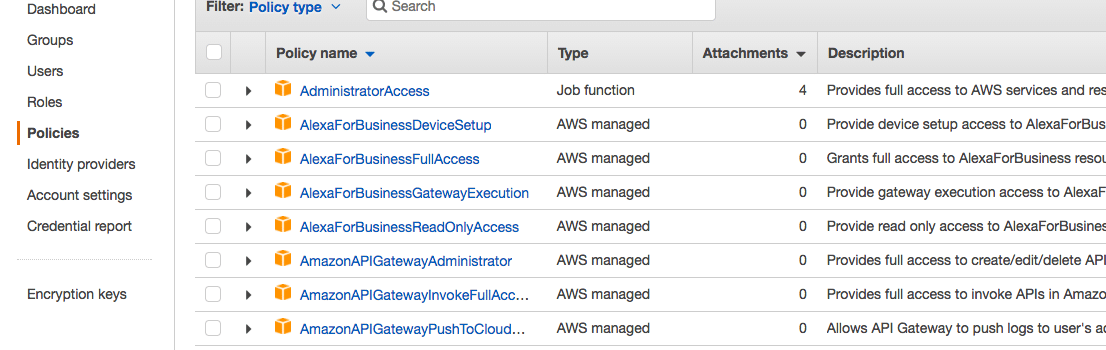 Dashboard
Filter: Policy type
Search
Groups
Users
Roles
Policies
Identity providers
Account settings
Credential report
Encryption keys
Policy name Type Attachments Description
AdministratorAccess Job function 4 Provides full access to AWS services and res
AlexaForBusinessDeviceSetup AWS managed 0 Provide device setup access to AlexaForBus
AlexaForBusinessFullAccess AWS managed 0 Grants full access to AlexaForBusiness resou
AlexaForBusinessGatewayExecution AWS managed 0 Provide gateway execution access to AlexaF
AlexaForBusinessReadOnlyAccess AWS managed 0 Provide read only access to AlexaForBusines
AmazonAPIGatewayAdministrator AWS managed 0 Provides full access to create/edit/delete API
AmazonAPIGatewayInvokeFullAcc... AWS managed 0 Provides full access to invoke APIs in Amazo
AmazonAPIGatewayPushToCloud... AWS managed 0 Allows API Gateway to push logs to user's ac